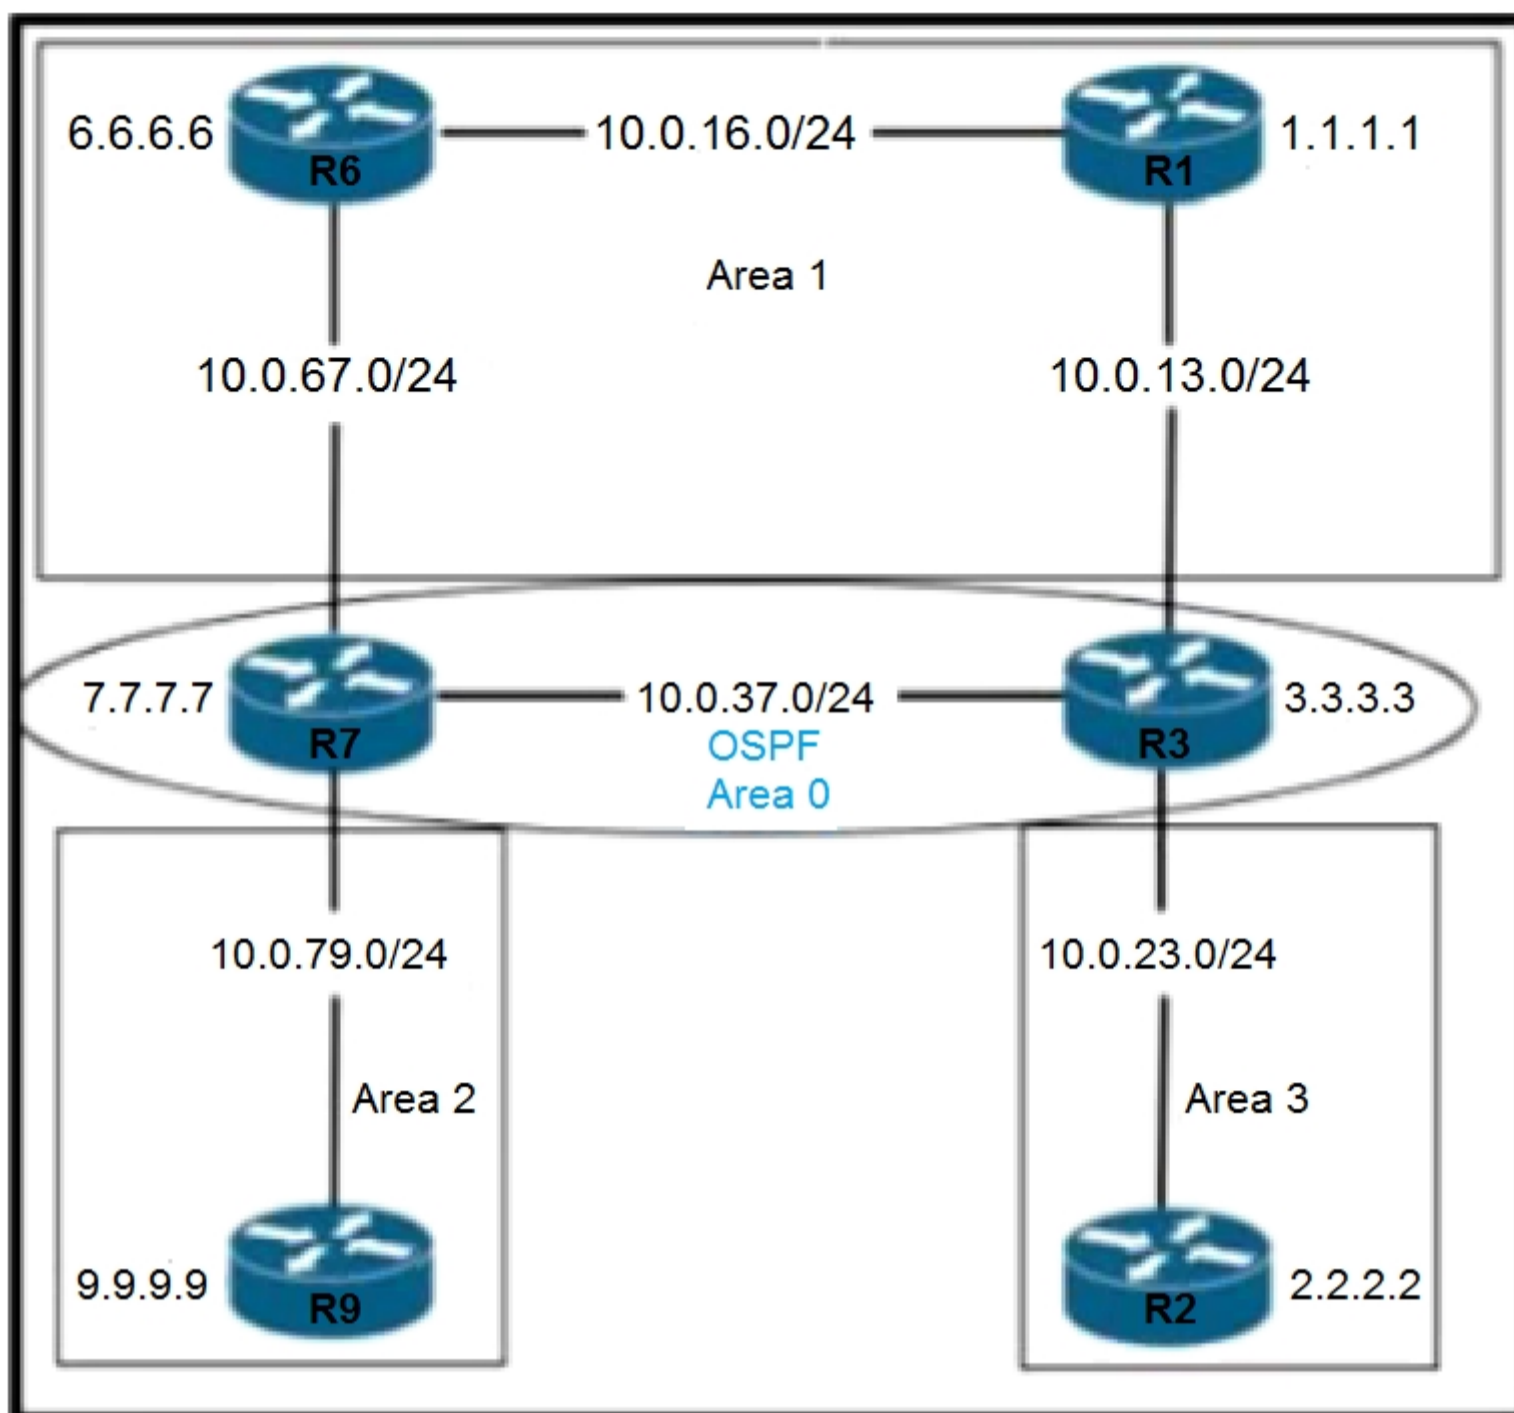 6.6.6.6
R6
10.0.16.0/24
R1
1.1.1.1
Area 1
10.0.67.0/24
10.0.13.0/24
7.7.7.7
R7
10.0.37.0/24
R3
3.3.3.3
OSPF
Area 0
10.0.79.0/24
10.0.23.0/24
Area 2
Area 3
9.9.9.9
R9
R2
2.2.2.2